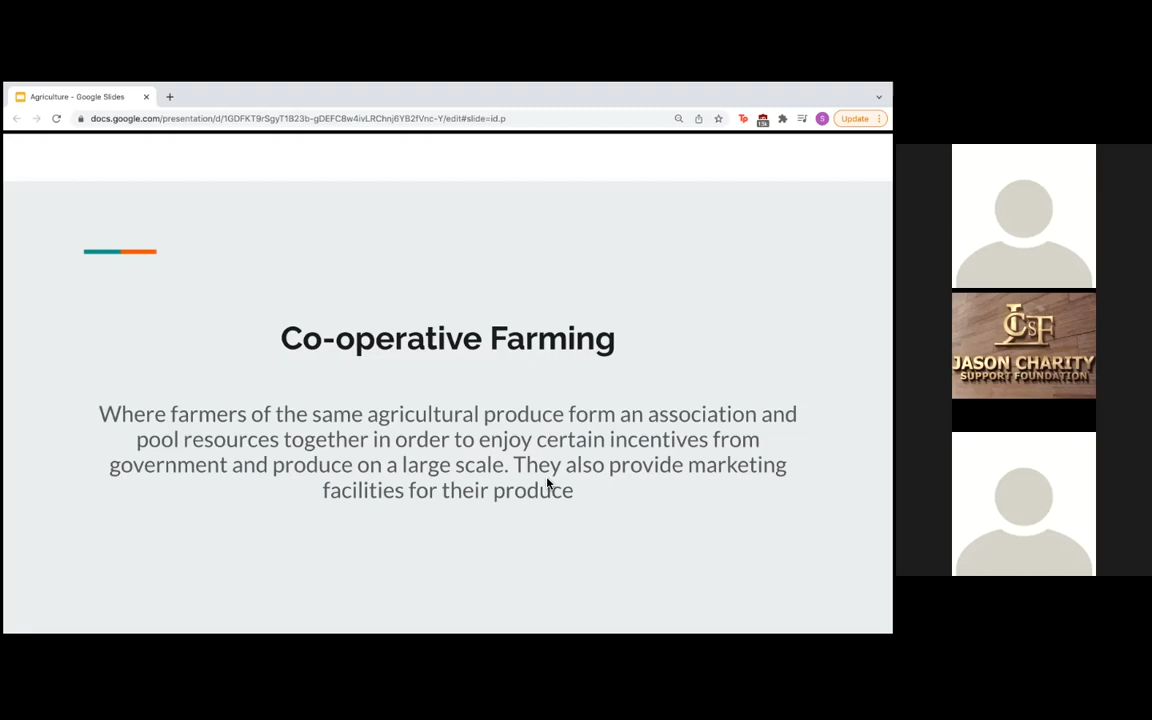 Agriculture - Google Slides
docs.google.com/presentation/d/1GDFKT9rSgyT1B23b-gDEFC8w4ivLRChnj6YB2fVnc-Y/edit#slide=id.p
Tp
S
Update
Co-operative Farming
Where farmers of the same agricultural produce form an association and
pool resources together in order to enjoy certain incentives from
government and produce on a large scale. They also provide marketing
facilities for their produce
JCSF
JASON CHARITY
SUPPORT FOUNDATION